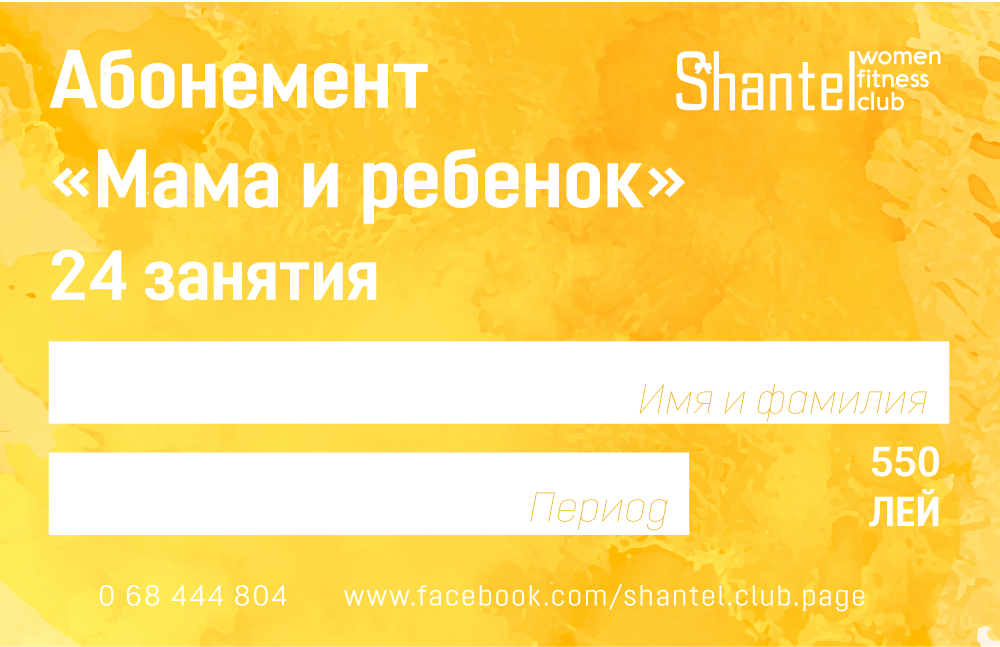 Абонемент
Shantel women fitness club
«Мама и ребенок»
24 занятия
Имя и фамилия
Период
550
ЛЕЙ
0 68 444 804 www.facebook.com/shantel.club.page